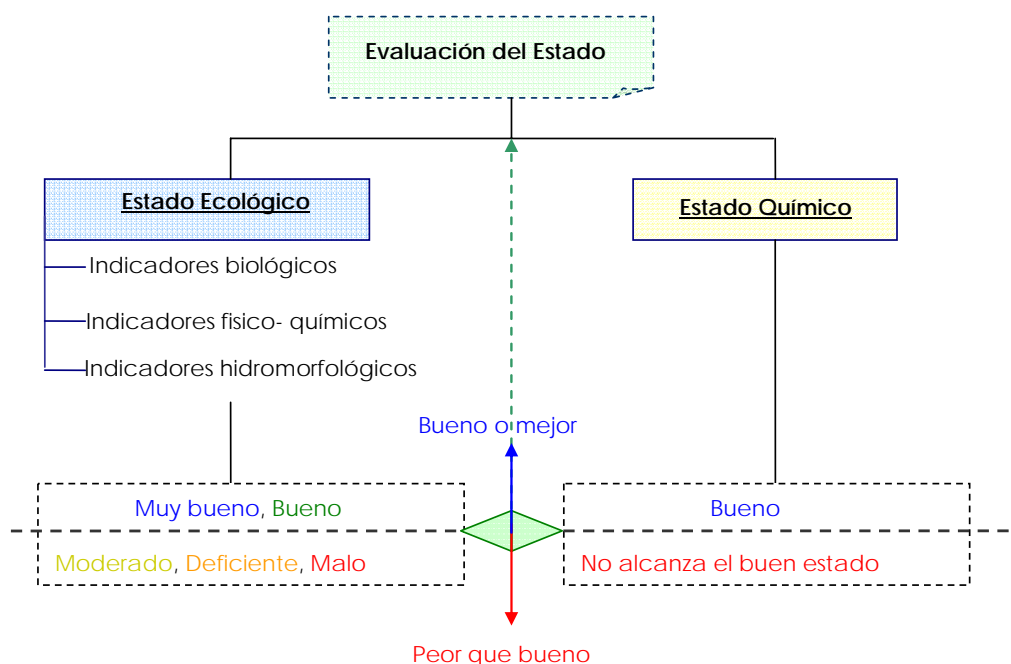 Evaluación del Estado
Estado Ecológico
Estado Químico
Indicadores biológicos
Indicadores fisico- químicos
Indicadores hidromorfológicos
Bueno o mejor
Muy bueno, Bueno
Bueno
Moderado, Deficiente, Malo
No alcanza el buen estado
Peor que bueno